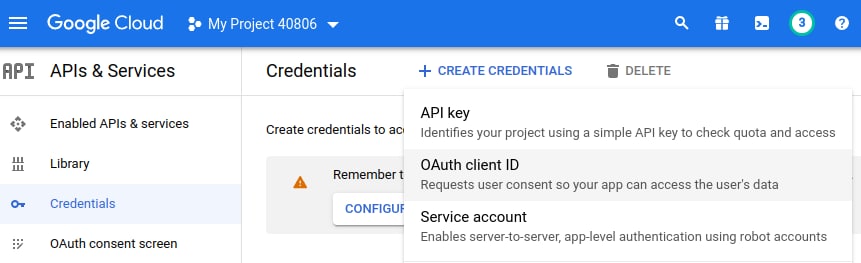 Google Cloud My Project 40806 3
API APIs & Services Credentials CREATE CREDENTIALS DELETE
Enabled APIs & services
Library
Credentials
OAuth consent screen
Create credentials to
Remember
API key
Identifies your project using a simple API key to check quota and access
OAuth client ID
Requests user consent so your app can access the user's data
Service account
Enables server-to-server, app-level authentication using robot accounts